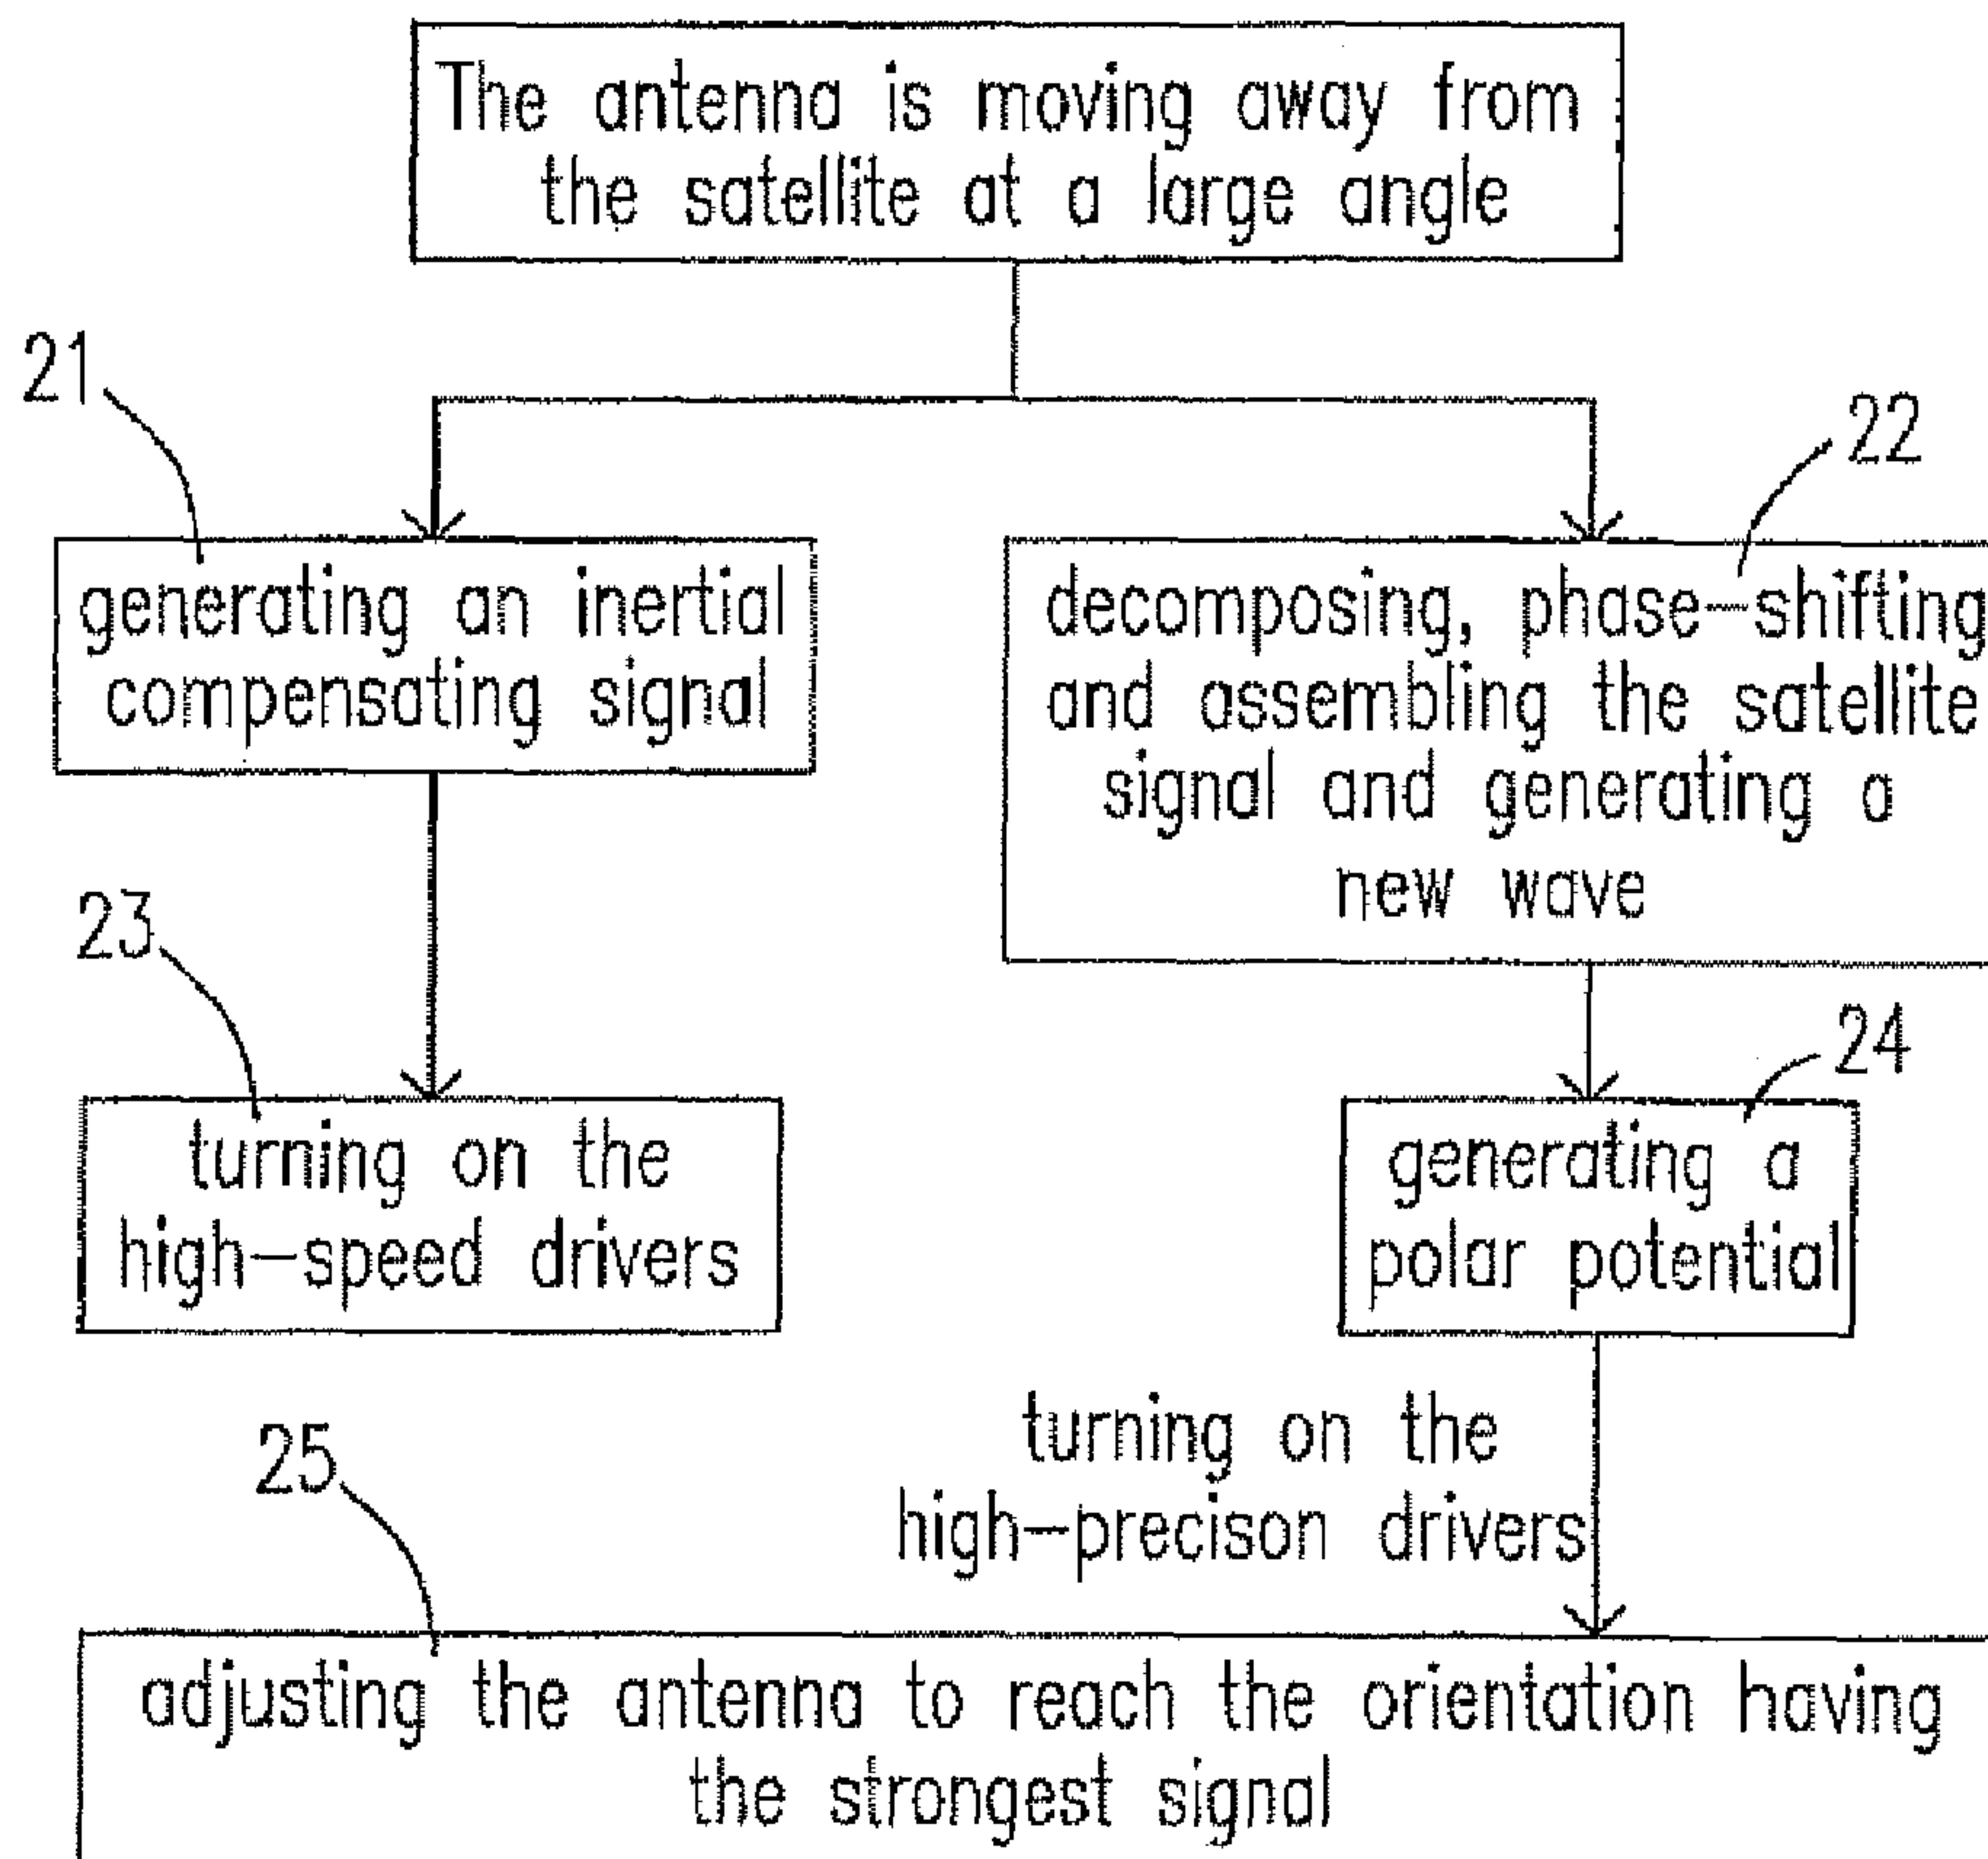 The antenna is moving away from
the satellite at a large angle
21
22
generating an inertial
compensating signal
decomposing, phase-shifting
and assembling the satellite
signal and generating a
new wave
23
24
turning on the
high-speed drivers
generating a
polar potential
turning on the
high-precison drivers
25
adjusting the antenna to reach the orientation having
the strongest signal